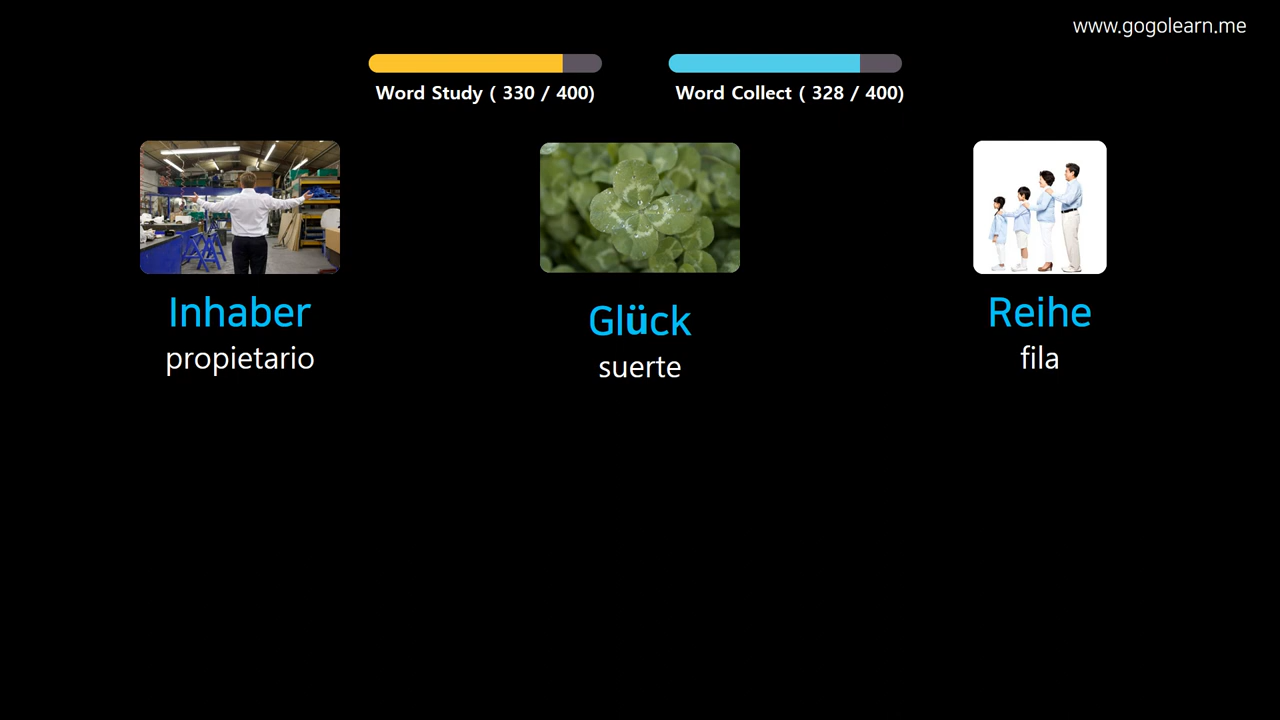 www.gogolearn.me
Word Study ( 330 / 400)
Word Collect ( 328 / 400)
Inhaber
propietario
Glück
suerte
Reihe
fila